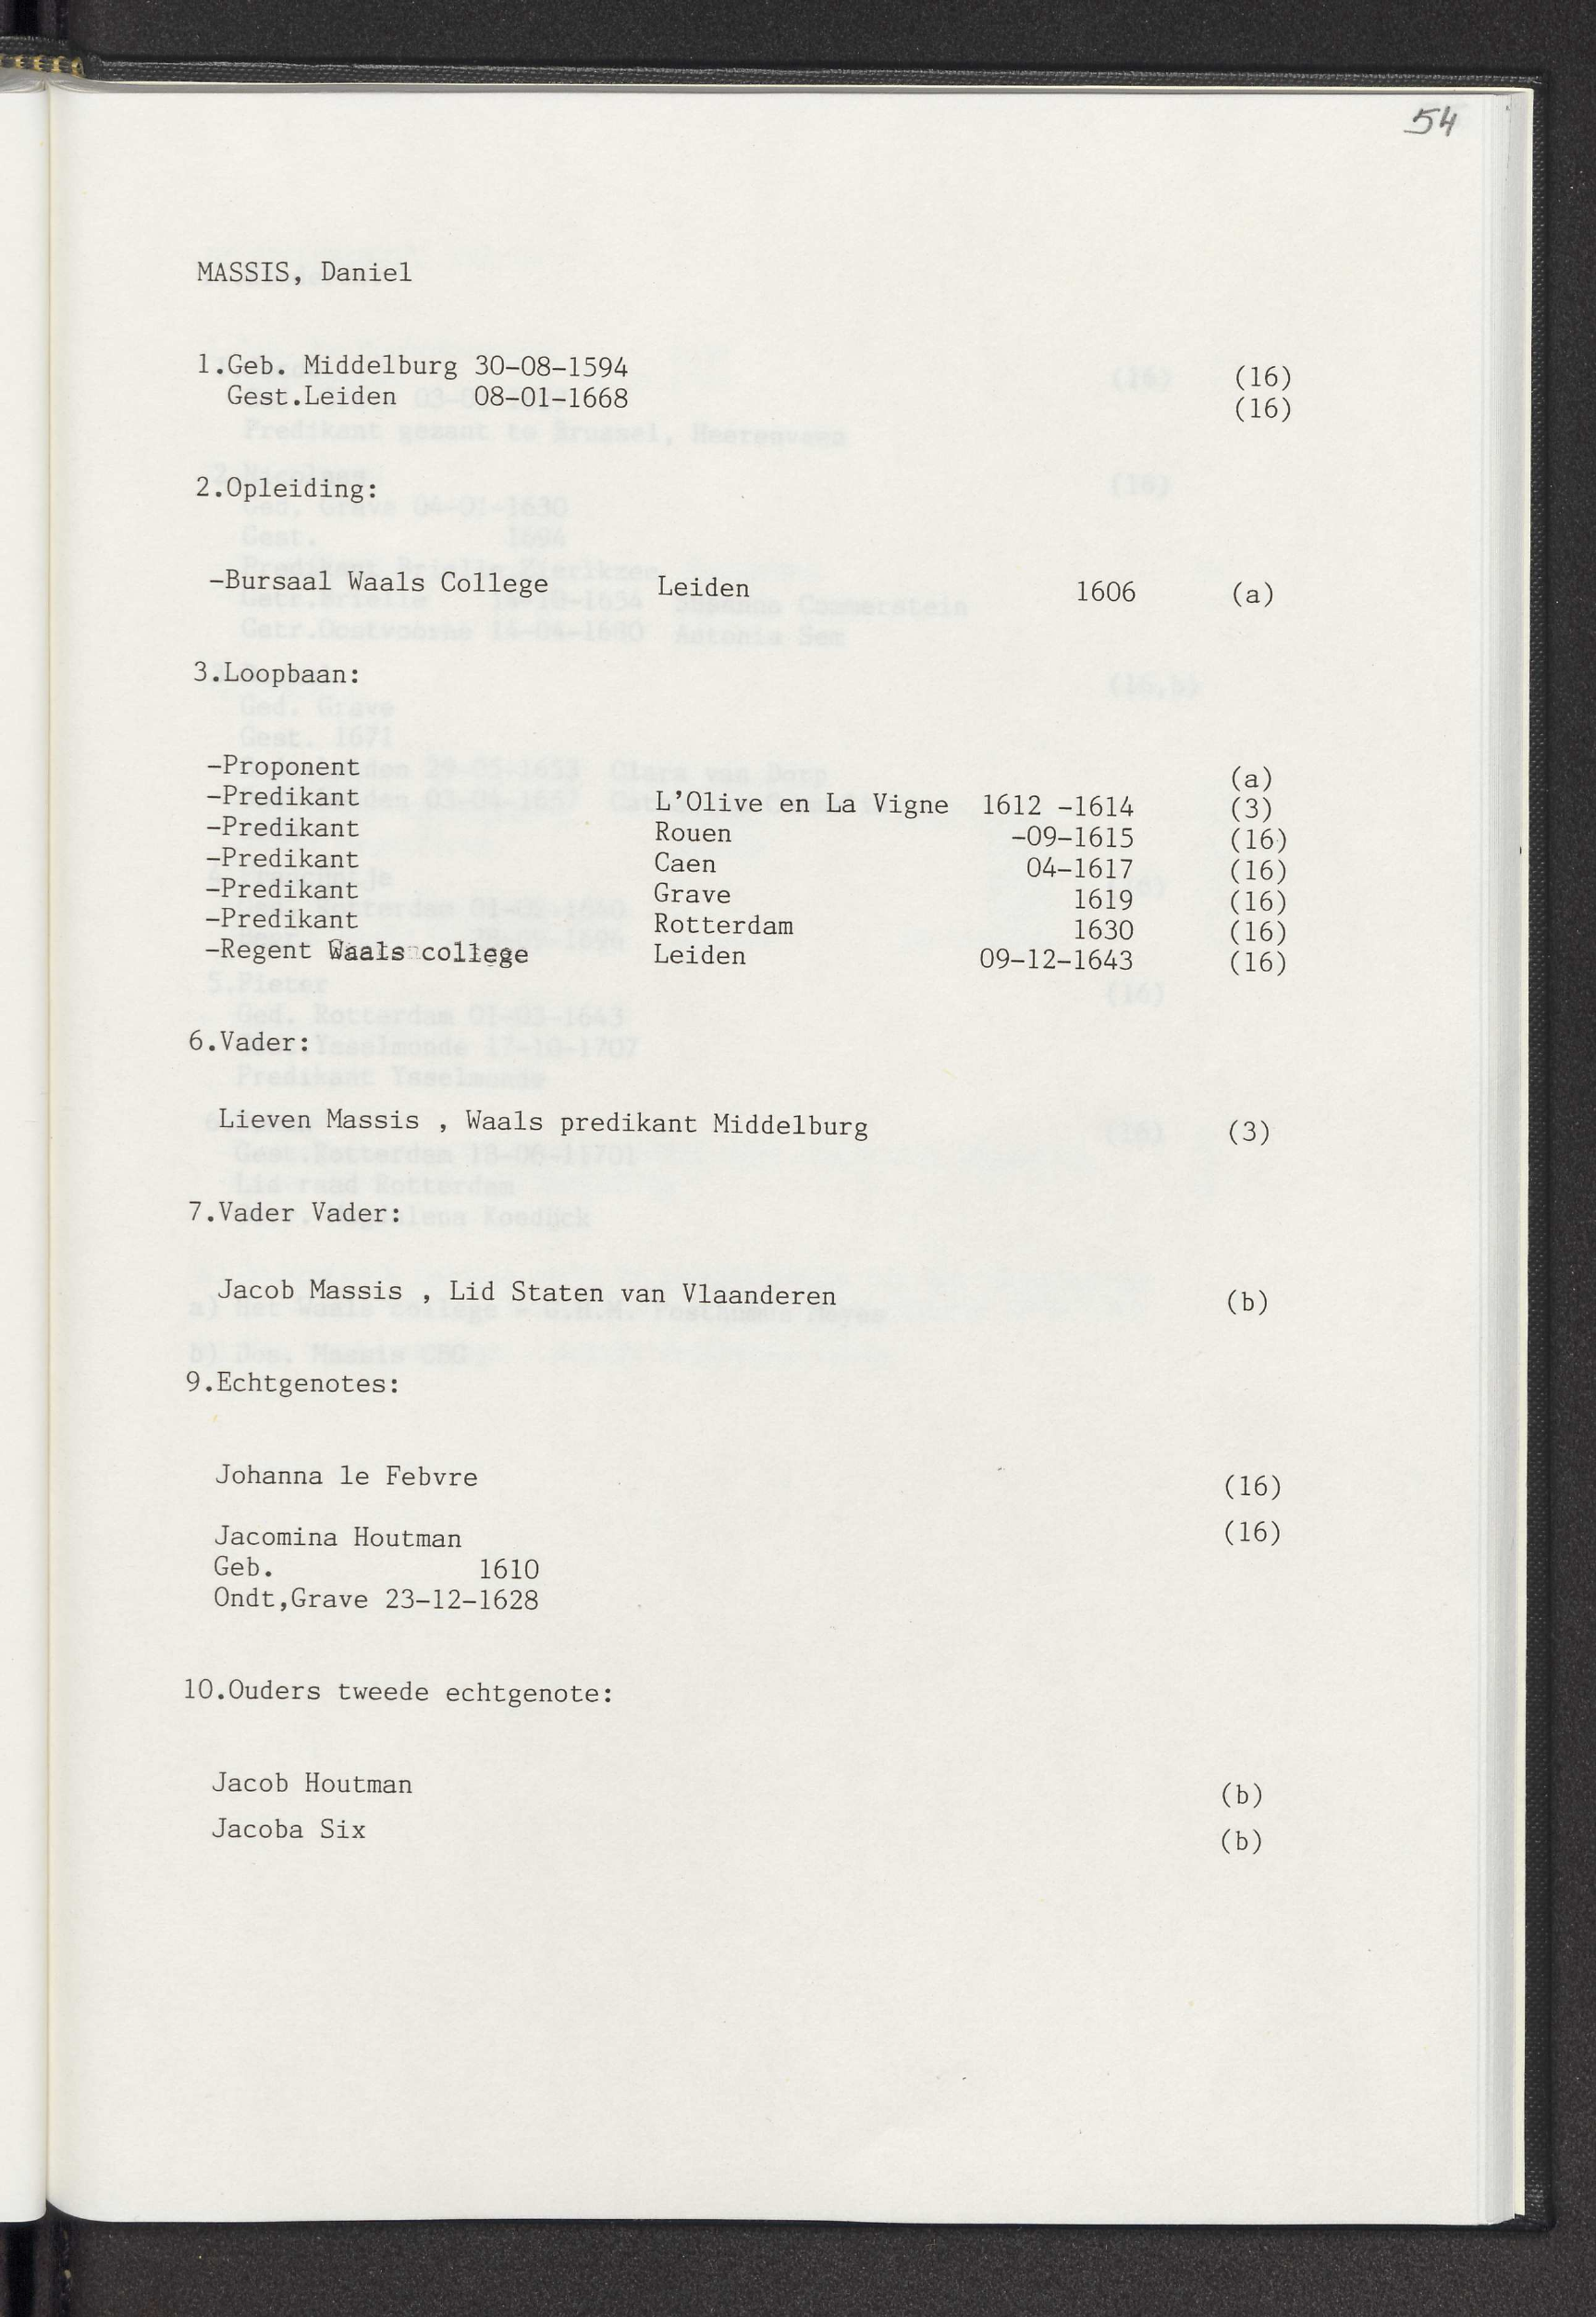 54
MASSIS, Daniel
1.Geb. Middelburg 30-08-1594 (16)
Gest.Leiden 08-01-1668 (16)
2.Opleiding:
-Bursaal Waals College Leiden 1606 (a)
3.Loopbaan:
-Proponent (a)
-Predikant L'Olive en La Vigne 1612 -1614 (3)
-Predikant Rouen -09-1615 (16)
-Predikant Caen 04-1617 (16)
-Predikant Grave 1619 (16)
-Predikant Rotterdam 1630 (16)
-Regent Waals college Leiden 09-12-1643 (16)
6.Vader:
Lieven Massis , Waals predikant Middelburg (3)
7.Vader Vader:
Jacob Massis , Lid Staten van Vlaanderen (b)
9.Echtgenotes:
Johanna le Febvre (16)
Jacomina Houtman (16)
Geb. 1610
Ondt,Grave 23-12-1628
10.Ouders tweede echtgenote:
Jacob Houtman (b)
Jacoba Six (b)